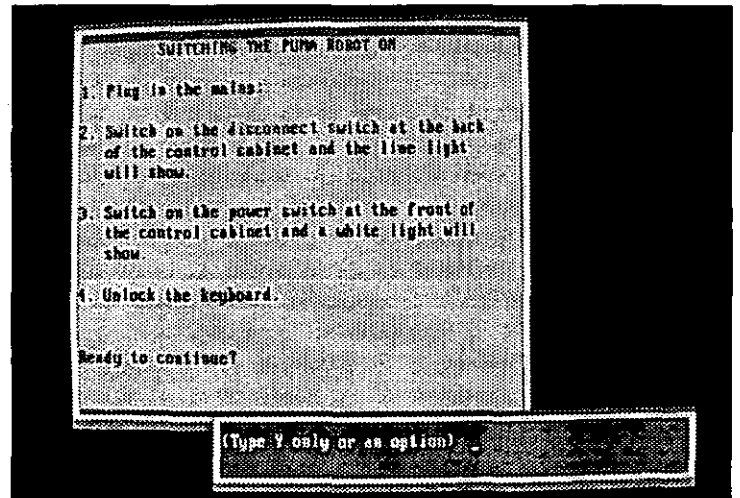 SWITCHING THE PUMA ROBOT ON
1. Plug in the mains.
2. Switch on the disconnect switch at the back
of the control cabinet and the line light
will show.
3. Switch on the power switch at the front of
the control cabinet and a white light will
show.
4. Unlock the keyboard.
Ready to continue?
(Type Y only or an option)